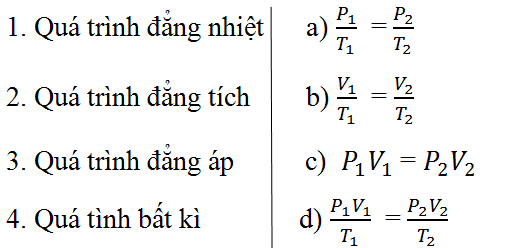 1. Quá trình đẳng nhiệt a) P₁/T₁ = P₂/T₂
2. Quá trình đẳng tích b) V₁/T₁ = V₂/T₂
3. Quá trình đẳng áp c) P₁V₁ = P₂V₂
4. Quá tình bất kì d) P₁V₁/T₁ = P₂V₂/T₂